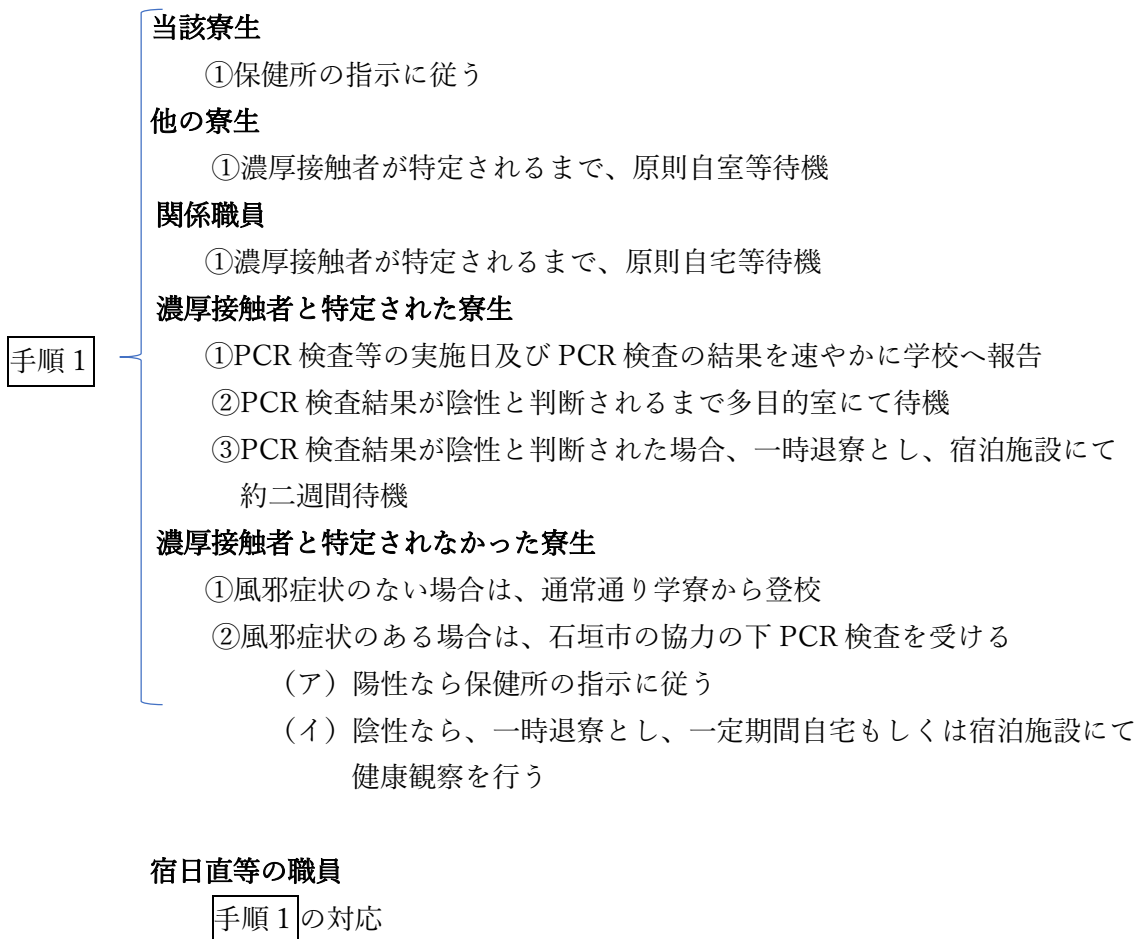 当該寮生
①保健所の指示に従う
他の寮生
①濃厚接触者が特定されるまで、原則自室等待機
関係職員
①濃厚接触者が特定されるまで、原則自宅等待機
濃厚接触者と特定された寮生
手順1
①PCR 検査等の実施日及び PCR 検査の結果を速やかに学校へ報告
②PCR 検査結果が陰性と判断されるまで多目的室にて待機
③PCR 検査結果が陰性と判断された場合、一時退寮とし、宿泊施設にて
約二週間待機
濃厚接触者と特定されなかった寮生
①風邪症状のない場合は、通常通り学寮から登校
②風邪症状のある場合は、石垣市の協力の下 PCR 検査を受ける
（ア）陽性なら保健所の指示に従う
（イ）陰性なら、一時退寮とし、一定期間自宅もしくは宿泊施設にて
健康観察を行う
宿日直等の職員
手順1の対応